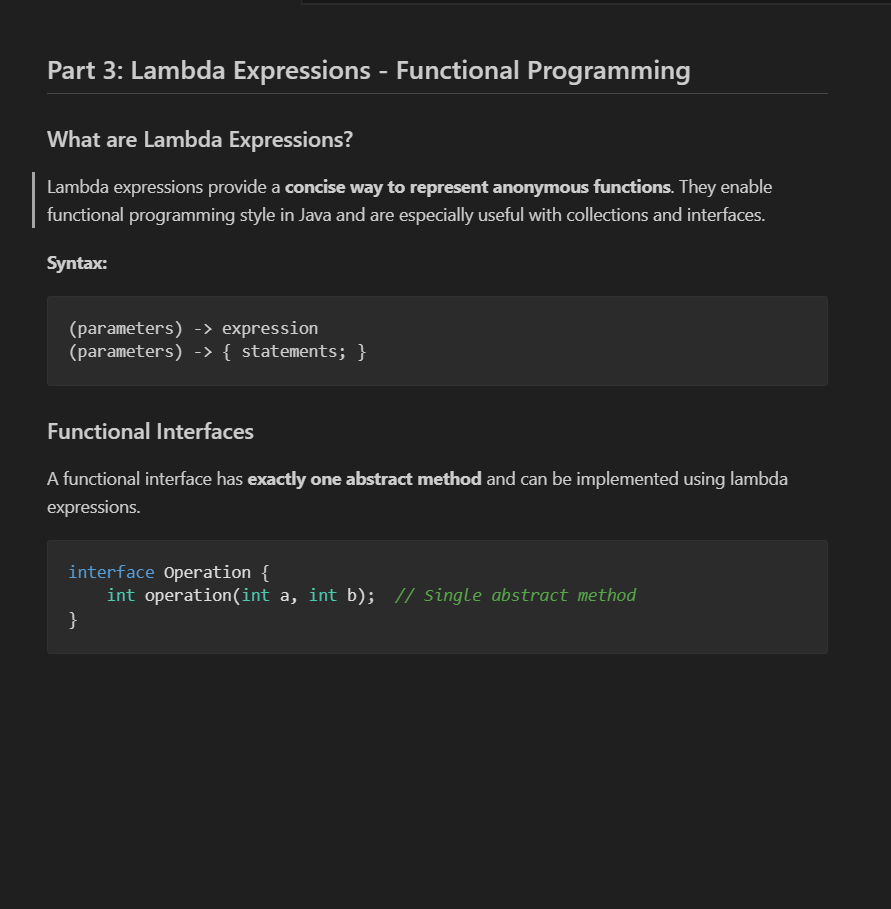 Part 3: Lambda Expressions - Functional Programming
What are Lambda Expressions?
Lambda expressions provide a concise way to represent anonymous functions. They enable
functional programming style in Java and are especially useful with collections and interfaces.
Syntax:
(parameters) -> expression
(parameters) -> { statements; }
Functional Interfaces
A functional interface has exactly one abstract method and can be implemented using lambda
expressions.
interface Operation {
    int operation(int a, int b);  // Single abstract method
}